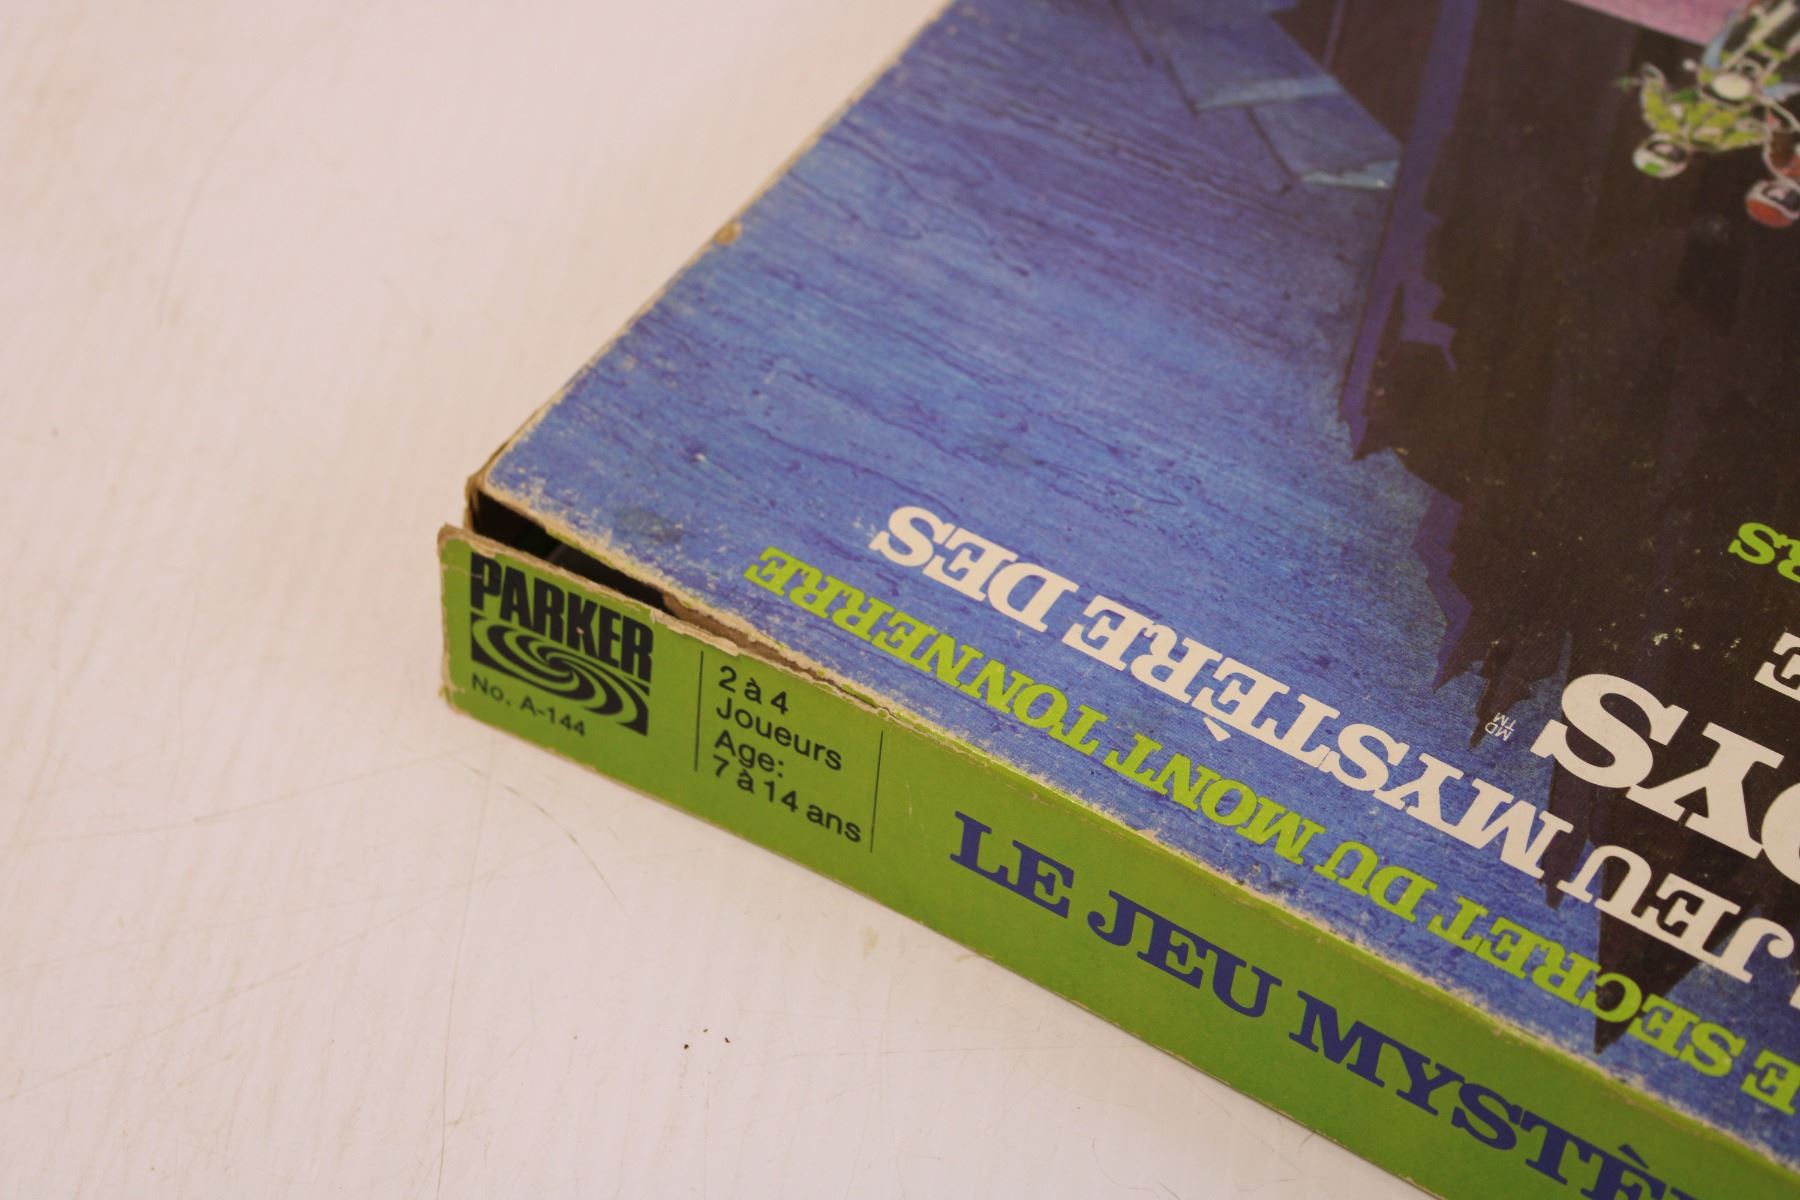 PARKER
No. A-144
2 à 4
Joueurs
Age:
7 à 14 ans
LE JEU MYSTÈ
JEU MYSTÈRE DES
OYS
MD
TM
E
RS
E SECRET DU MONT TONNERRE